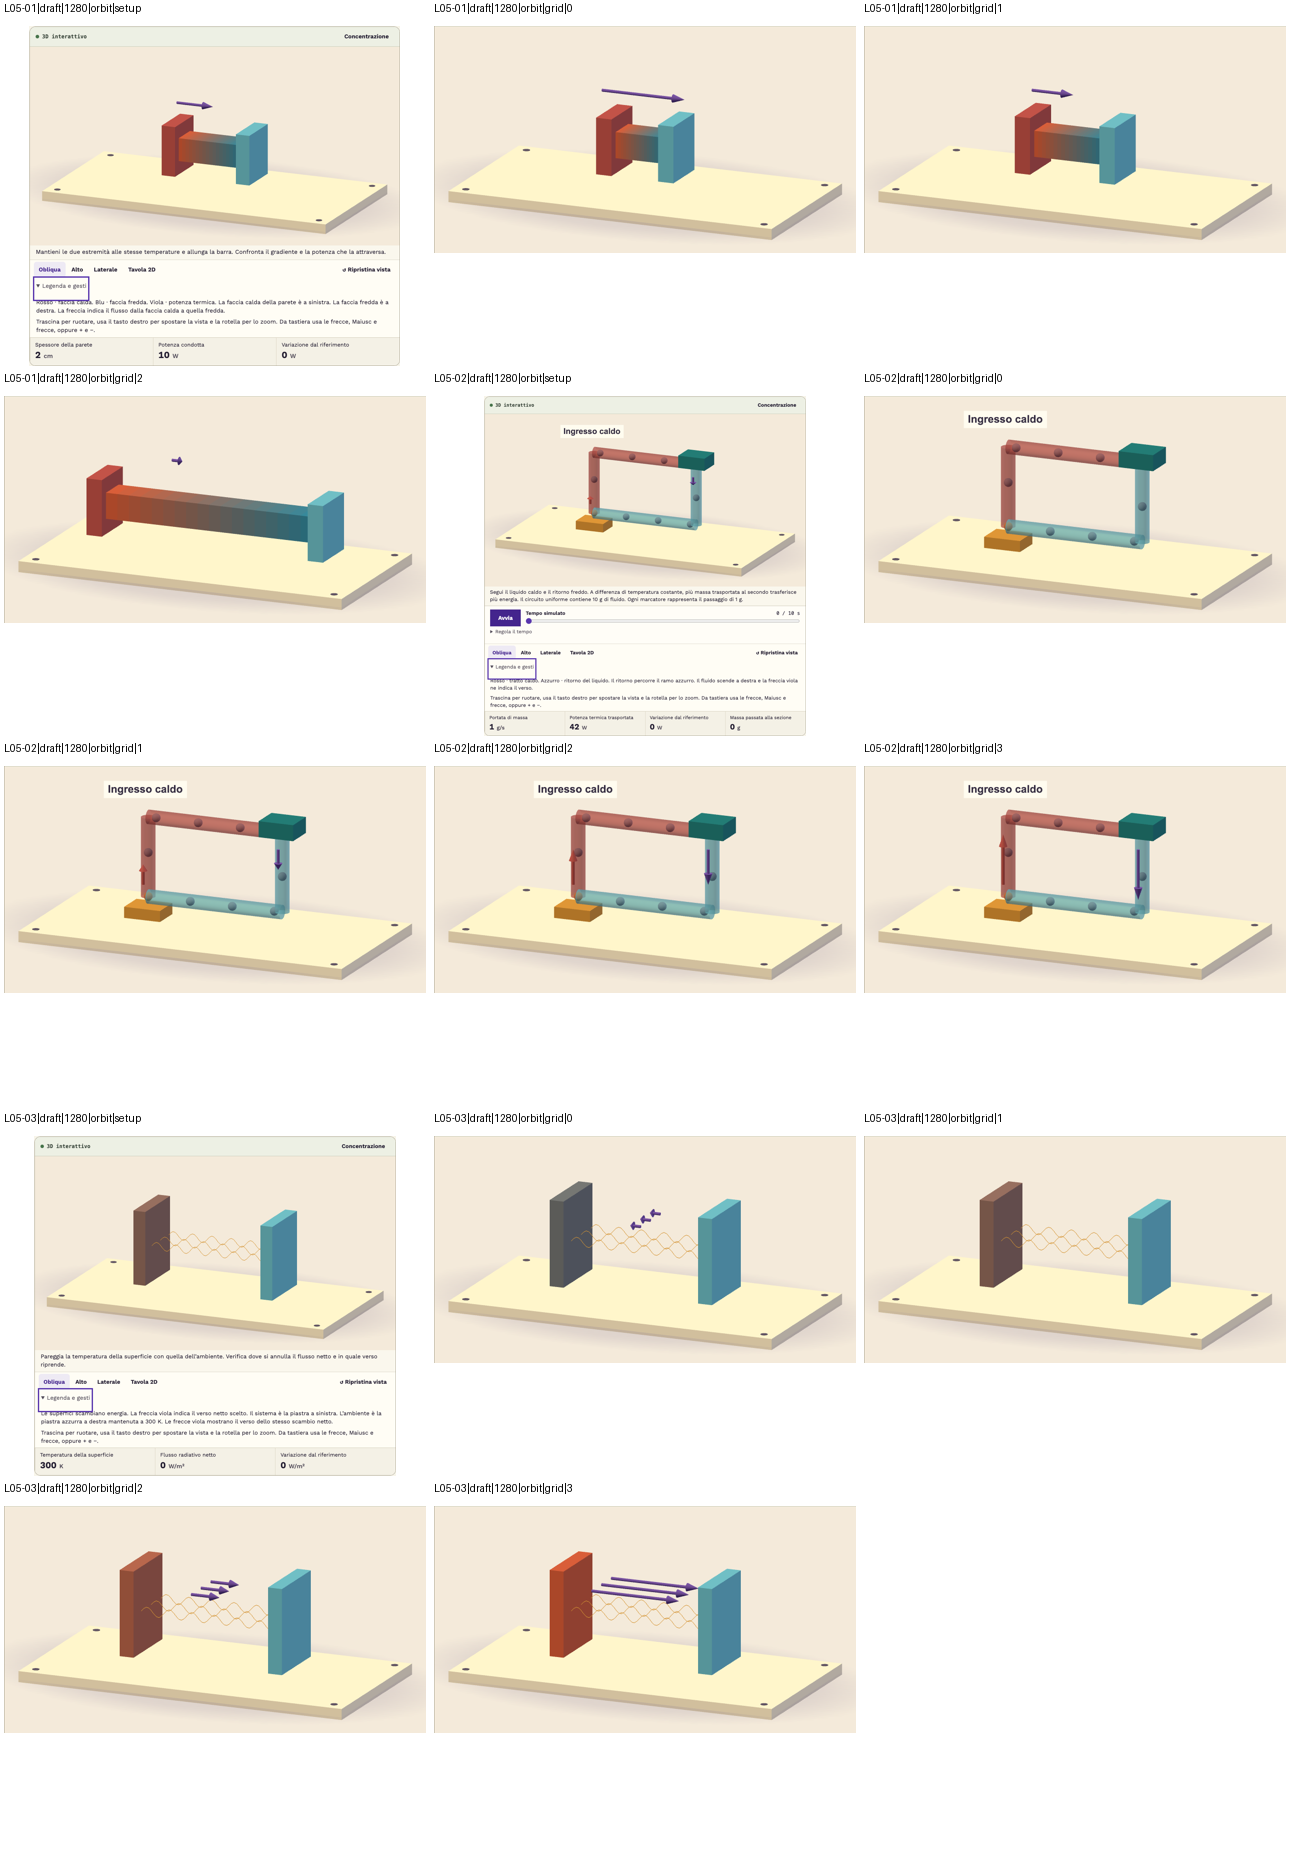 L05-01|draft|1280|orbit|setup
L05-01|draft|1280|orbit|grid|0
L05-01|draft|1280|orbit|grid|1
3D interattivo
Concentrazione
Mantieni le due estremità alle stesse temperature e allunga la barra. Confronta il gradiente e la potenza che la attraversa.
Obliqua Alto Laterale Tavola 2D
↺ Ripristina vista
▼ Legenda e gesti
Rosso · faccia calda. Blu · faccia fredda. Viola · potenza termica. La faccia calda della parete è a sinistra. La faccia fredda è a
destra. La freccia indica il flusso dalla faccia calda a quella fredda.
Trascina per ruotare, usa il tasto destro per spostare la vista e la rotella per lo zoom. Da tastiera usa le frecce, Maiusc e
frecce, oppure + e −.
Spessore della parete
2 cm
Potenza condotta
10 W
Variazione dal riferimento
0 W
L05-01|draft|1280|orbit|grid|2
L05-02|draft|1280|orbit|setup
L05-02|draft|1280|orbit|grid|0
3D interattivo
Concentrazione
Ingresso caldo
Segui il liquido caldo e il ritorno freddo. A differenza di temperatura costante, più massa trasportata al secondo trasferisce
più energia. Il circuito uniforme contiene 10 g di fluido. Ogni marcatore rappresenta il passaggio di 1 g.
Avvia
Tempo simulato
0 / 10 s
▶ Regola il tempo
Obliqua Alto Laterale Tavola 2D
↺ Ripristina vista
▼ Legenda e gesti
Rosso · tratto caldo. Azzurro · ritorno del liquido. Il ritorno percorre il ramo azzurro. Il fluido scende a destra e la freccia viola
ne indica il verso.
Trascina per ruotare, usa il tasto destro per spostare la vista e la rotella per lo zoom. Da tastiera usa le frecce, Maiusc e
frecce, oppure + e −.
Portata di massa
1 g/s
Potenza termica trasportata
42 W
Variazione dal riferimento
0 W
Massa passata alla sezione
0 g
Ingresso caldo
L05-02|draft|1280|orbit|grid|1
L05-02|draft|1280|orbit|grid|2
L05-02|draft|1280|orbit|grid|3
Ingresso caldo
Ingresso caldo
Ingresso caldo
L05-03|draft|1280|orbit|setup
L05-03|draft|1280|orbit|grid|0
L05-03|draft|1280|orbit|grid|1
3D interattivo
Concentrazione
Pareggia la temperatura della superficie con quella dell'ambiente. Verifica dove si annulla il flusso netto e in quale verso
riprende.
Obliqua Alto Laterale Tavola 2D
↺ Ripristina vista
▼ Legenda e gesti
Le superfici scambiano energia. La freccia viola indica il verso netto scelto. Il sistema è la piastra a sinistra. L'ambiente è la
piastra azzurra a destra mantenuta a 300 K. Le frecce viola mostrano il verso dello stesso scambio netto.
Trascina per ruotare, usa il tasto destro per spostare la vista e la rotella per lo zoom. Da tastiera usa le frecce, Maiusc e
frecce, oppure + e −.
Temperatura della superficie
300 K
Flusso radiativo netto
0 W/m²
Variazione dal riferimento
0 W/m²
L05-03|draft|1280|orbit|grid|2
L05-03|draft|1280|orbit|grid|3